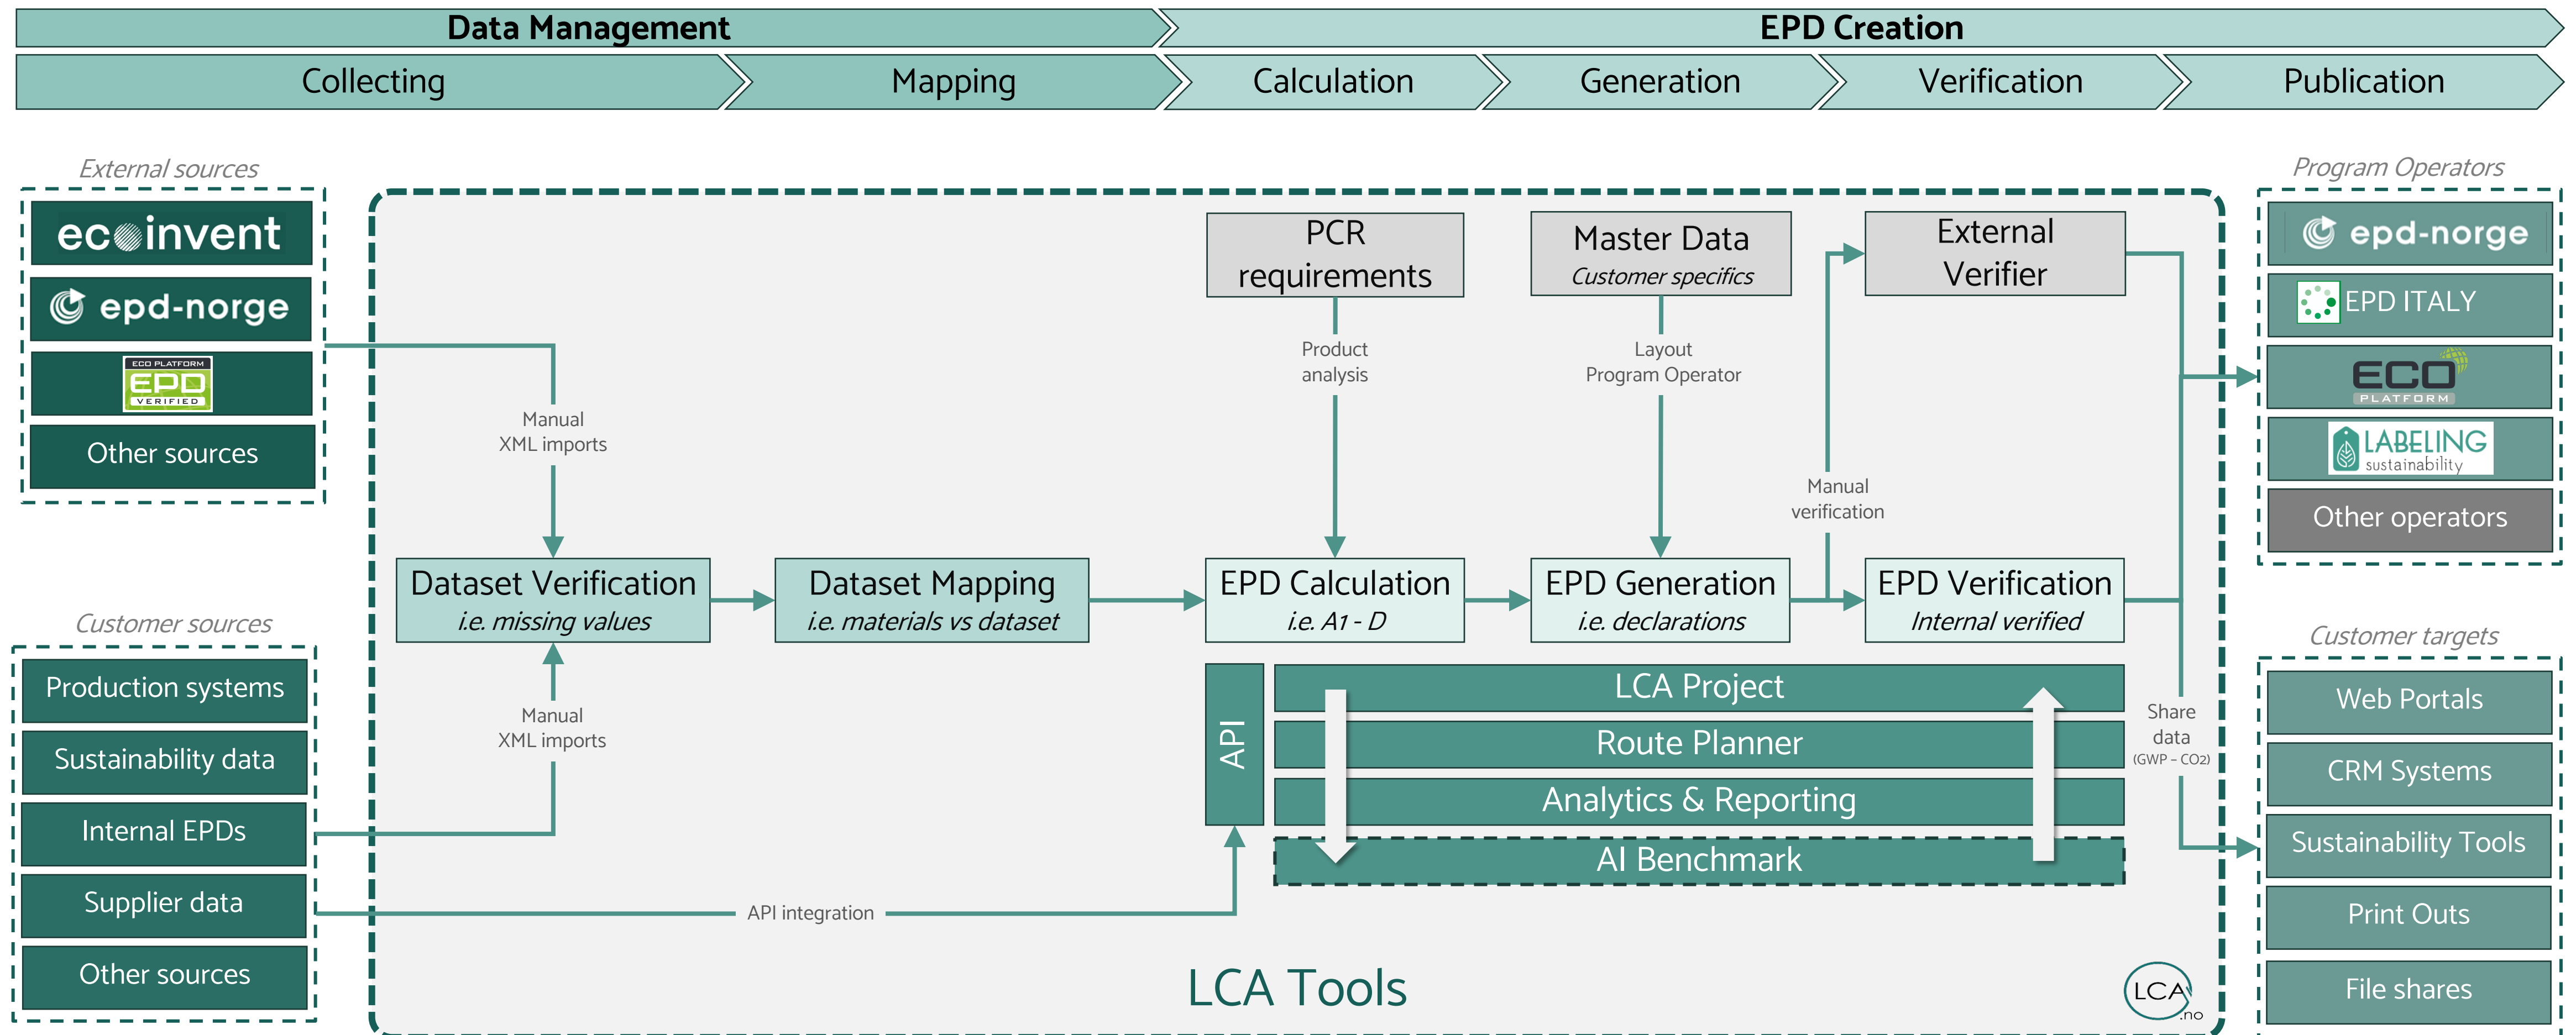 Data Management
EPD Creation
Collecting
Mapping
Calculation
Generation
Verification
Publication
External sources
ecoinvent
epd-norge
ECO PLATFORM
EPD
VERIFIED
Other sources
Customer sources
Production systems
Sustainability data
Internal EPDs
Supplier data
Other sources
Manual
XML imports
Dataset Verification
i.e. missing values
Manual
XML imports
API integration
Dataset Mapping
i.e. materials vs dataset
PCR
requirements
Product
analysis
EPD Calculation
i.e. A1 - D
Master Data
Customer specifics
Layout
Program Operator
EPD Generation
i.e. declarations
Manual
verification
External
Verifier
EPD Verification
Internal verified
API
LCA Project
Route Planner
Analytics & Reporting
AI Benchmark
Share
data
(GWP – CO2)
LCA Tools
LCA
.no
Program Operators
epd-norge
EPD ITALY
ECO
PLATFORM
LABELING
sustainability
Other operators
Customer targets
Web Portals
CRM Systems
Sustainability Tools
Print Outs
File shares